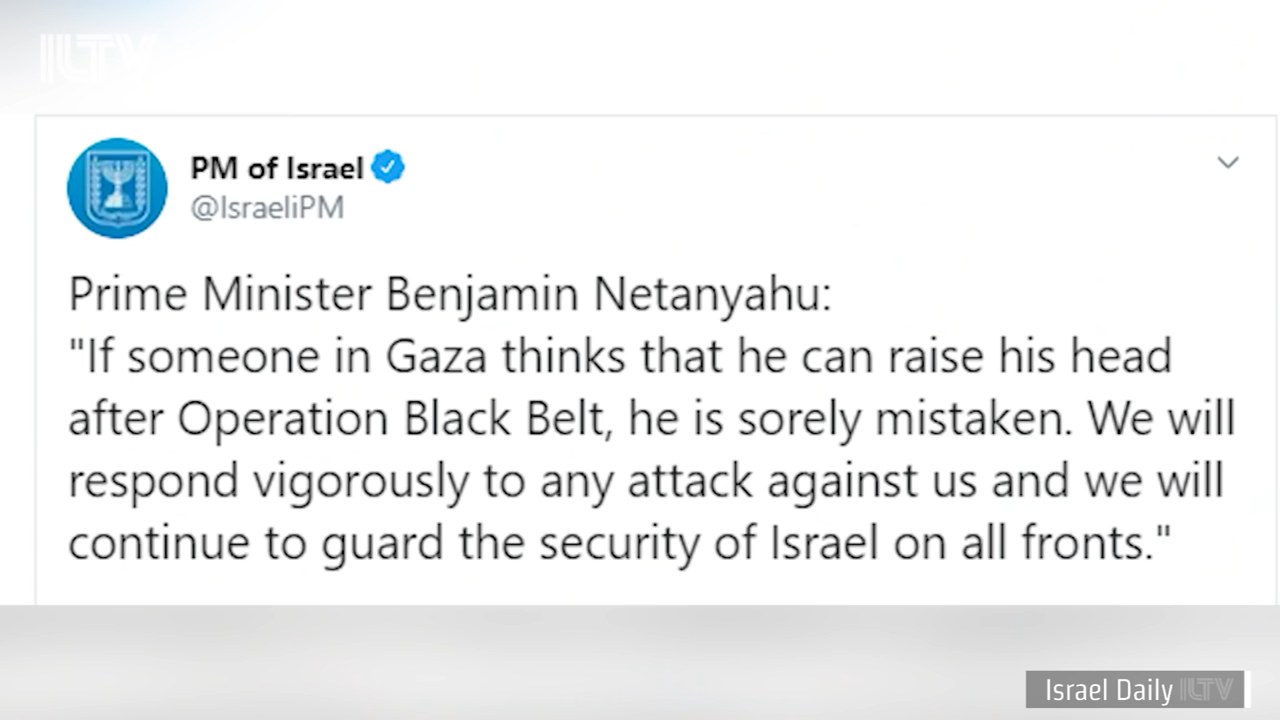 ILTV
PM of Israel
@IsraeliPM
Prime Minister Benjamin Netanyahu:
"If someone in Gaza thinks that he can raise his head
after Operation Black Belt, he is sorely mistaken. We will
respond vigorously to any attack against us and we will
continue to guard the security of Israel on all fronts."
Israel Daily ILTV